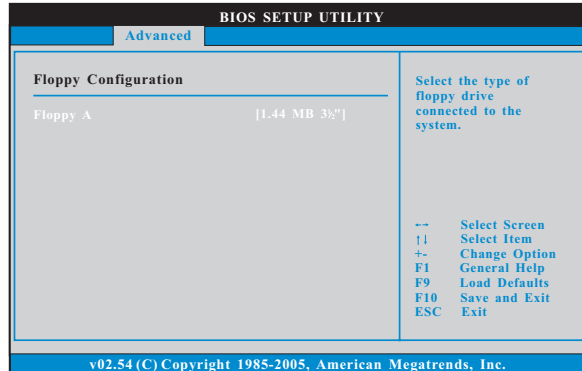 BIOS SETUP UTILITY
Advanced
Floppy Configuration
Floppy A [1.44 MB 3½"]
Select the type of
floppy drive
connected to the
system.
←→ Select Screen
↑↓ Select Item
+- Change Option
F1 General Help
F9 Load Defaults
F10 Save and Exit
ESC Exit
v02.54 (C) Copyright 1985-2005, American Megatrends, Inc.